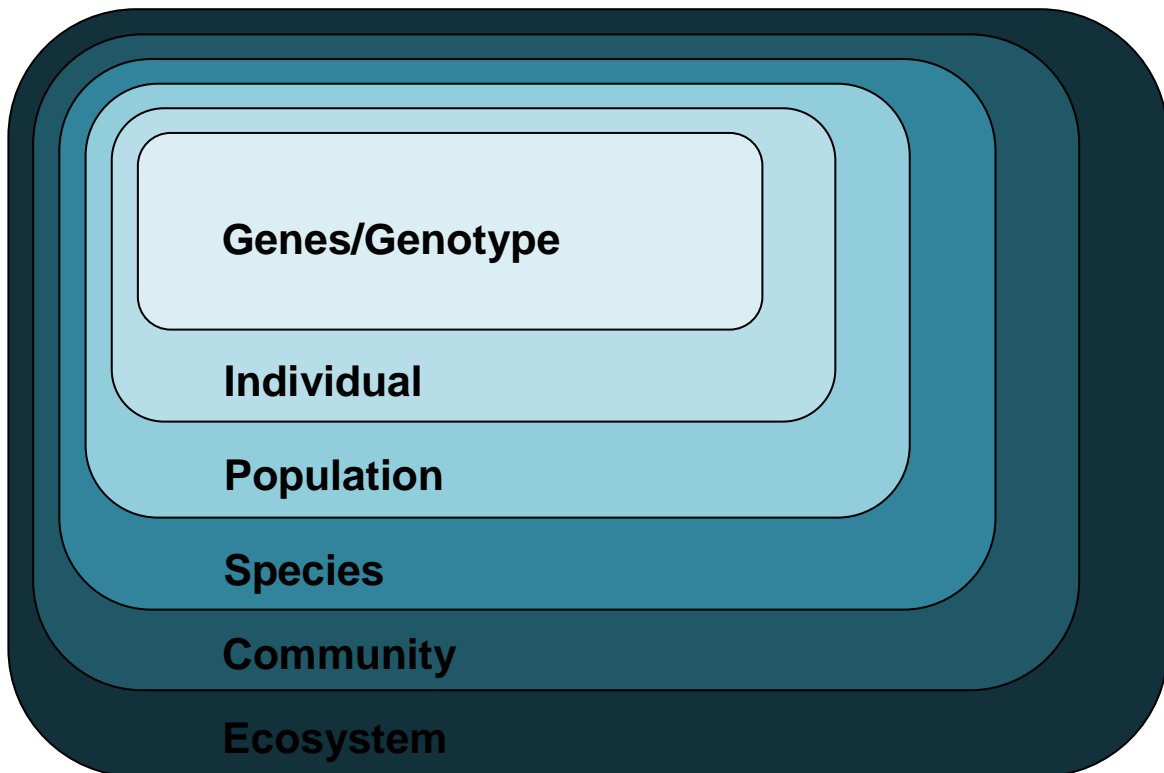 Genes/Genotype
Individual
Population
Species
Community
Ecosystem